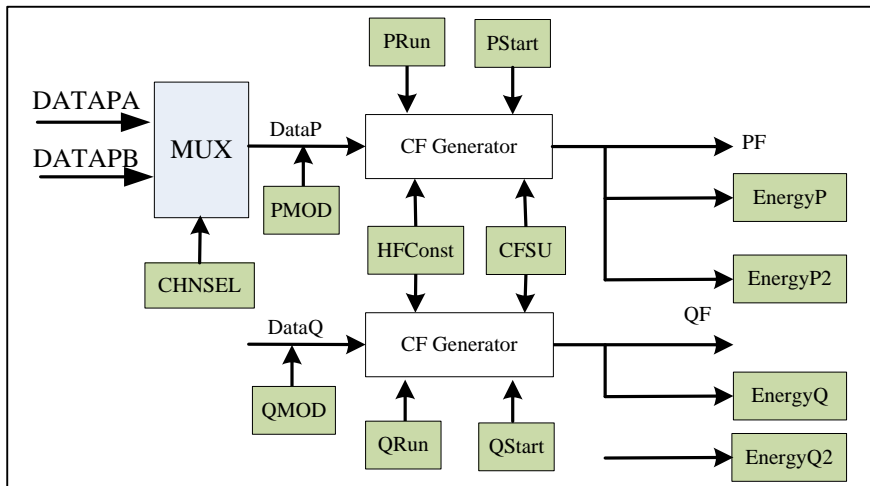 PRun
PStart
DATAPA
DATAPB
MUX
DataP
CF Generator
PF
PMOD
EnergyP
HFConst
CFSU
CHNSEL
EnergyP2
DataQ
CF Generator
QF
QMOD
EnergyQ
QRun
QStart
EnergyQ2